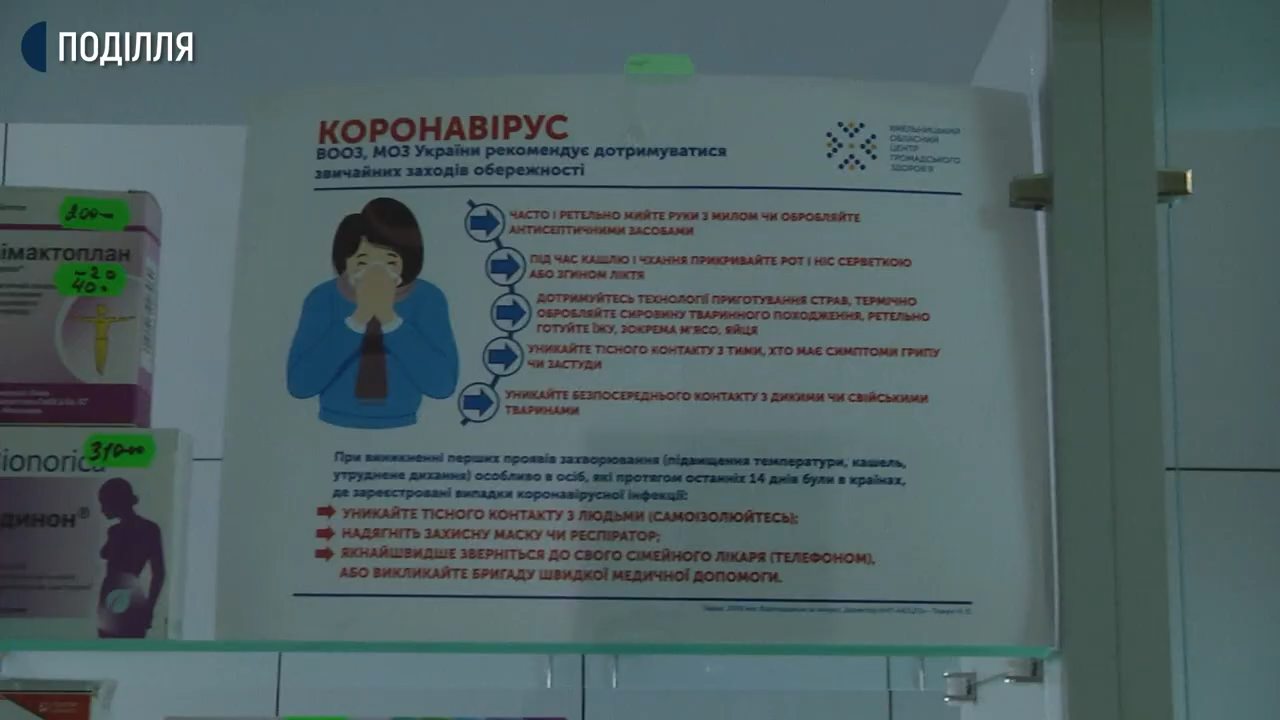 ПОДІЛЛЯ
КОРОНАВІРУС
ВООЗ, МОЗ України рекомендує дотримуватися
звичайних заходів обережності
ХМЕЛЬНИЦЬКИЙ
ОБЛАСНИЙ
ЦЕНТР
ГРОМАДСЬКОГО
ЗДОРОВ'Я
ЧАСТО І РЕТЕЛЬНО МИЙТЕ РУКИ З МИЛОМ ЧИ ОБРОБЛЯЙТЕ
АНТИСЕПТИЧНИМИ ЗАСОБАМИ
ПІД ЧАС КАШЛЮ І ЧХАННЯ ПРИКРИВАЙТЕ РОТ І НІС СЕРВЕТКОЮ
АБО ЗГИНОМ ЛІКТЯ
ДОТРИМУЙТЕСЬ ТЕХНОЛОГІЇ ПРИГОТУВАННЯ СТРАВ, ТЕРМІЧНО
ОБРОБЛЯЙТЕ СИРОВИНУ ТВАРИННОГО ПОХОДЖЕННЯ, РЕТЕЛЬНО
ГОТУЙТЕ ЇЖУ, ЗОКРЕМА М'ЯСО, ЯЙЦЯ
УНИКАЙТЕ ТІСНОГО КОНТАКТУ З ТИМИ, ХТО МАЄ СИМПТОМИ ГРИПУ
ЧИ ЗАСТУДИ
УНИКАЙТЕ БЕЗПОСЕРЕДНЬОГО КОНТАКТУ З ДИКИМИ ЧИ СВІЙСЬКИМИ
ТВАРИНАМИ
При виникненні перших проявів захворювання (підвищення температури, кашель,
утруднене дихання) особливо в осіб, які протягом останніх 14 днів були в країнах,
де зареєстровані випадки коронавірусної інфекції:
УНИКАЙТЕ ТІСНОГО КОНТАКТУ З ЛЮДЬМИ (САМОІЗОЛЮЙТЕСЬ);
НАДЯГНІТЬ ЗАХИСНУ МАСКУ ЧИ РЕСПІРАТОР;
ЯКНАЙШВИДШЕ ЗВЕРНІТЬСЯ ДО СВОГО СІМЕЙНОГО ЛІКАРЯ (ТЕЛЕФОНОМ),
АБО ВИКЛИКАЙТЕ БРИГАДУ ШВИДКОЇ МЕДИЧНОЇ ДОПОМОГИ.
200
імактоплан
-20
40
310
ionorica
динон®